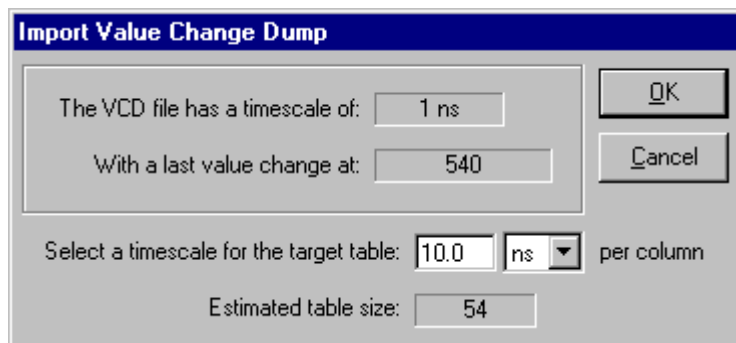 Import Value Change Dump
The VCD file has a timescale of: 1 ns
OK
With a last value change at: 540
Cancel
Select a timescale for the target table: 10.0 ns per column
Estimated table size: 54